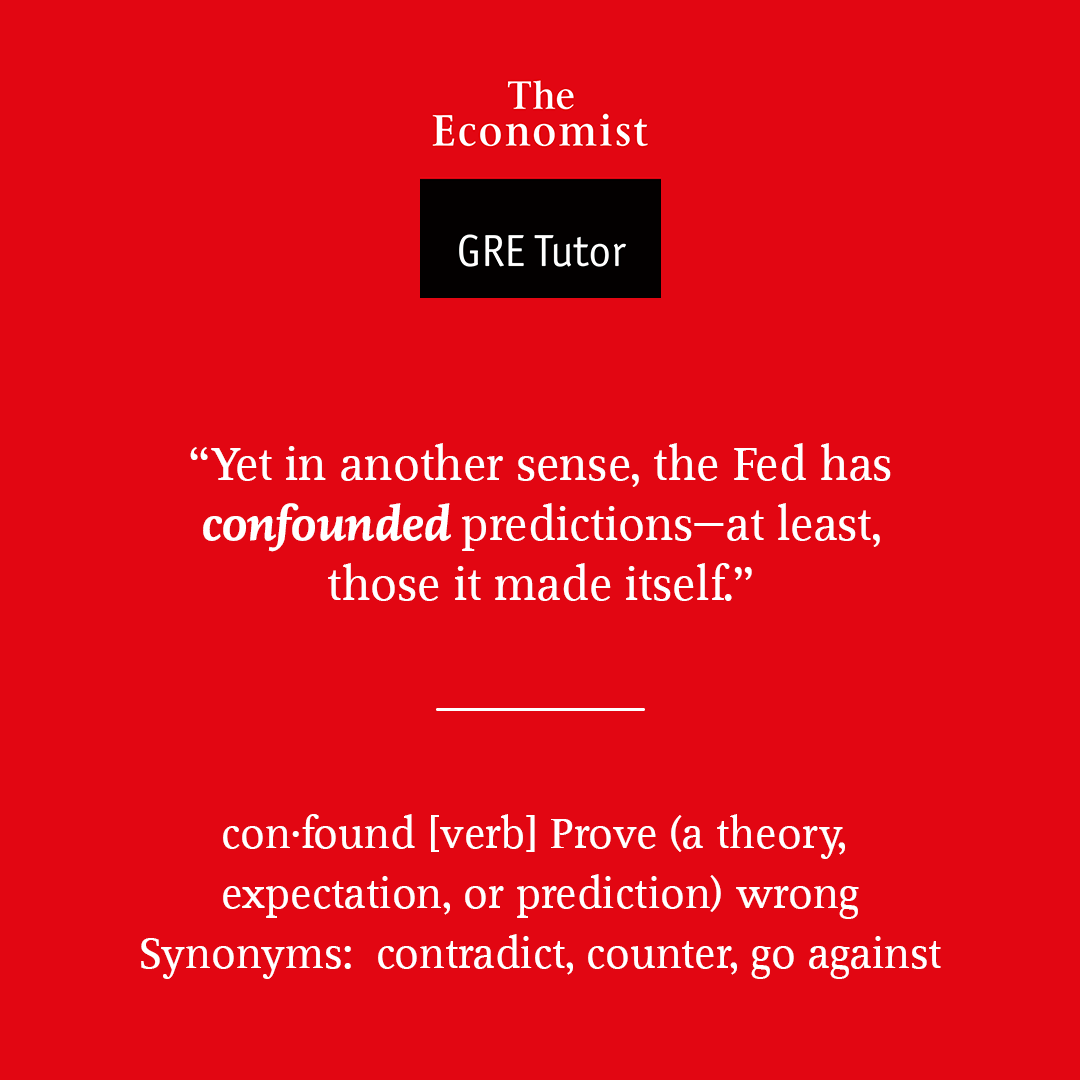 The
Economist
GRE Tutor
“Yet in another sense, the Fed has
confounded predictions—at least,
those it made itself.”
con·found [verb] Prove (a theory,
expectation, or prediction) wrong
Synonyms:  contradict, counter, go against